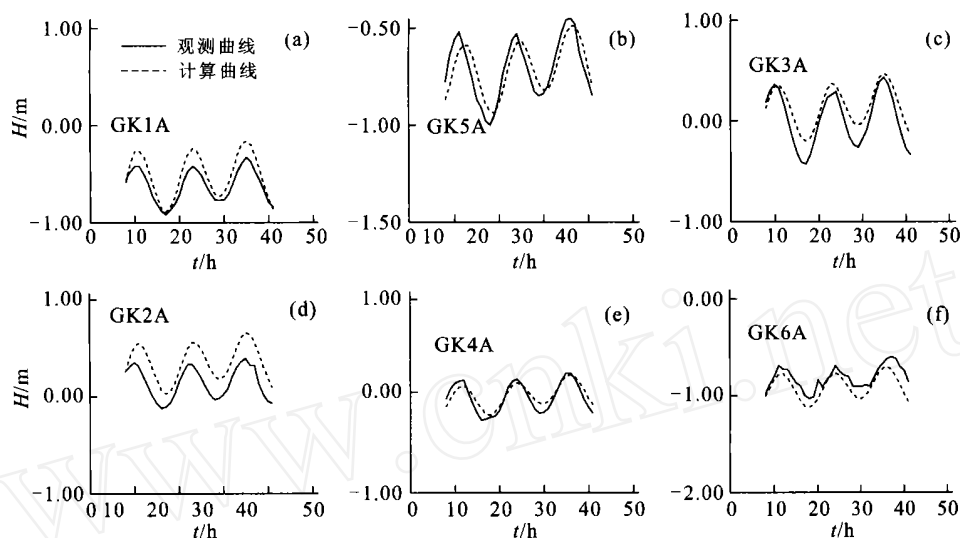 1.00
(a)
观测曲线
计算曲线
H/m
0.00
GK1A
−1.00
0 10 20 30 40 50
t/h
−0.50
(b)
−1.00
GK5A
−1.50
0 10 20 30 40 50
t/h
1.00
(c)
GK3A
0.00
−1.00
0 10 20 30 40 50
t/h
1.00
(d)
GK2A
H/m
0.00
−1.00
0 10 20 30 40 50
t/h
1.00
(e)
GK4A
0.00
−1.00
0 10 20 30 40 50
t/h
0.00
(f)
GK6A
−1.00
−2.00
0 10 20 30 40 50
t/h
www.cnki.net